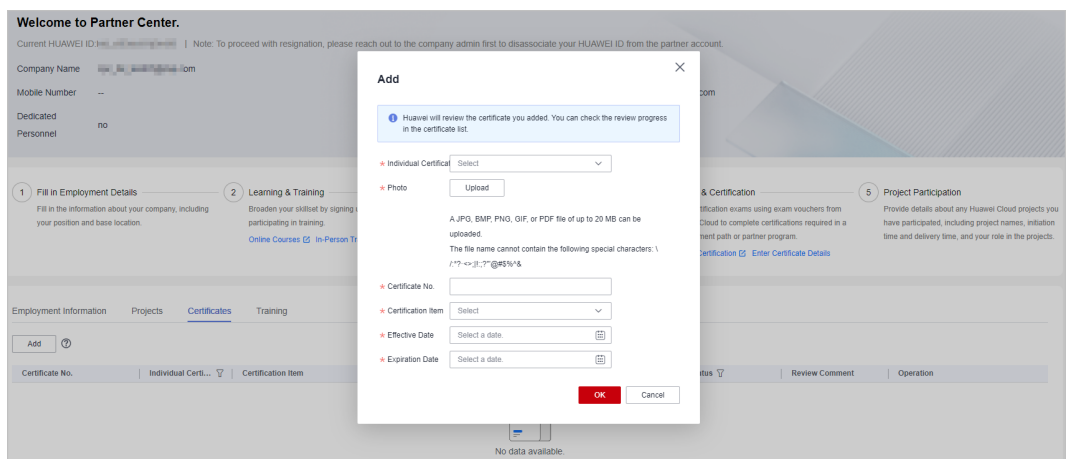 Welcome to Partner Center.
Current HUAWEI ID: | Note: To proceed with resignation, please reach out to the company admin first to disassociate your HUAWEI ID from the partner account.
Company Name
Mobile Number -- com
Dedicated Personnel no
Add
Huawei will review the certificate you added. You can check the review progress
in the certificate list.
* Individual Certificat Select
* Photo Upload
A JPG, BMP, PNG, GIF, or PDF file of up to 20 MB can be
uploaded.
The file name cannot contain the following special characters: \
* Certificate No.
* Certification Item Select
* Effective Date Select a date.
* Expiration Date Select a date.
OK Cancel
1 Fill in Employment Details
Fill in the information about your company, including
your position and base location.
2 Learning & Training
Broaden your skillset by signing
participating in training.
Online Courses In-Person Tr
& Certification
tification exams using exam vouchers from
Cloud to complete certifications required in a
ment path or partner program.
Certification Enter Certificate Details
5 Project Participation
Provide details about any Huawei Cloud projects you
have participated, including project names, initiation
time and delivery time, and your role in the projects.
Employment Information Projects Certificates Training
Add
Certificate No. Individual Certi... Certification Item tus Review Comment Operation
No data available.